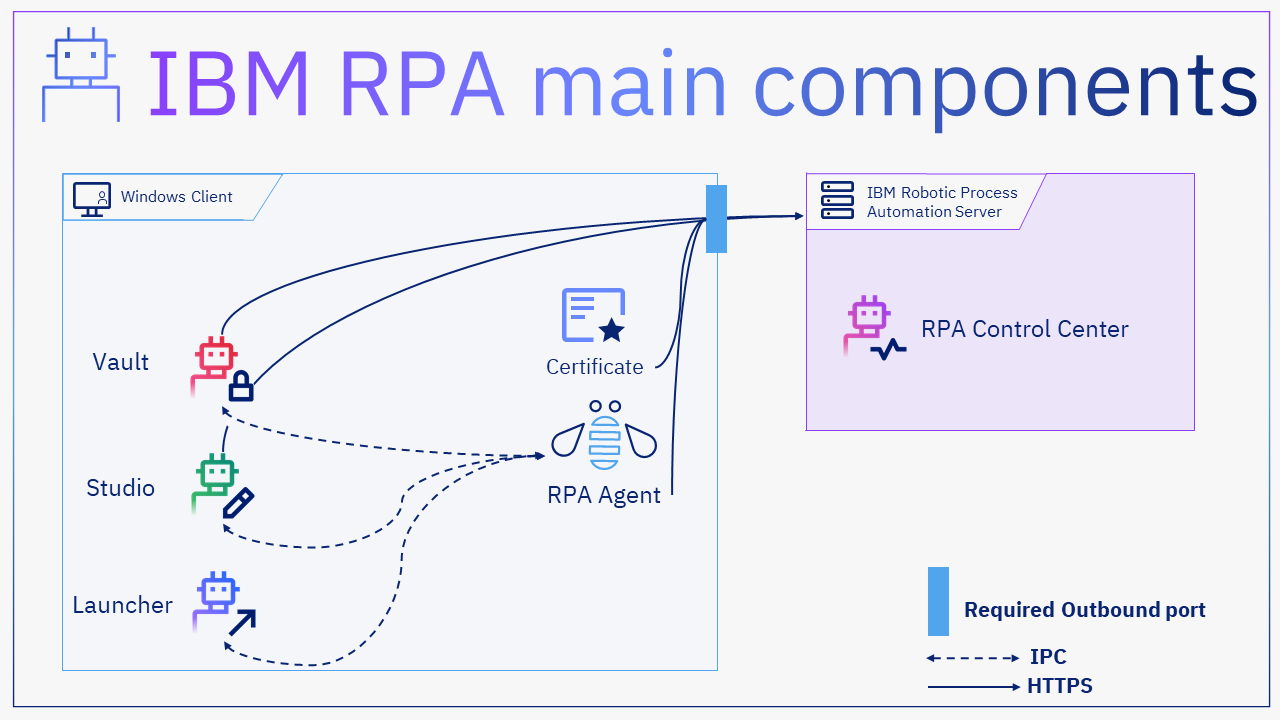 IBM RPA main components
Windows Client
IBM Robotic Process
Automation Server
Vault
Certificate
RPA Control Center
Studio
RPA Agent
Launcher
Required Outbound port
IPC
HTTPS